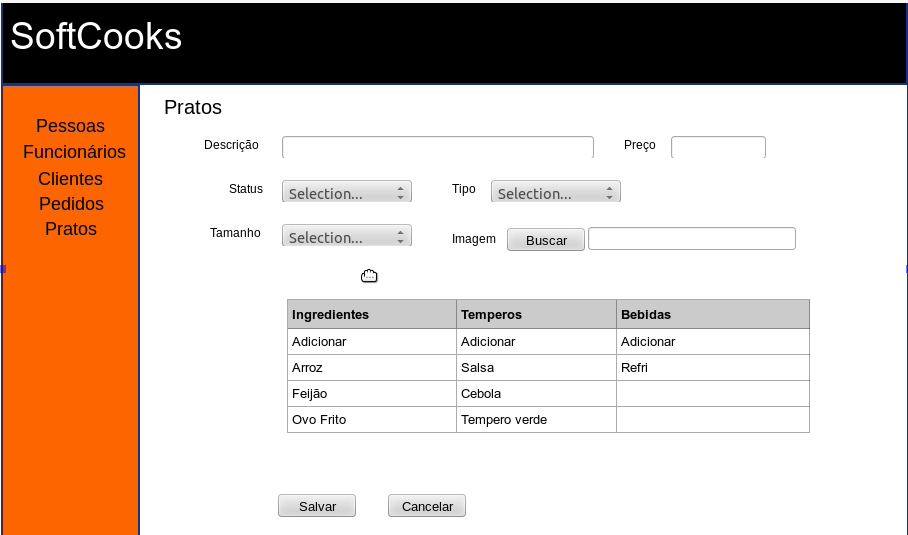 SoftCooks
Pessoas
Funcionários
Clientes
Pedidos
Pratos
Pratos
Descrição Preço
Status Selection... Tipo Selection...
Tamanho Selection... Imagem Buscar
Ingredientes Temperos Bebidas
Adicionar Adicionar Adicionar
Arroz Salsa Refri
Feijão Cebola
Ovo Frito Tempero verde
Salvar Cancelar